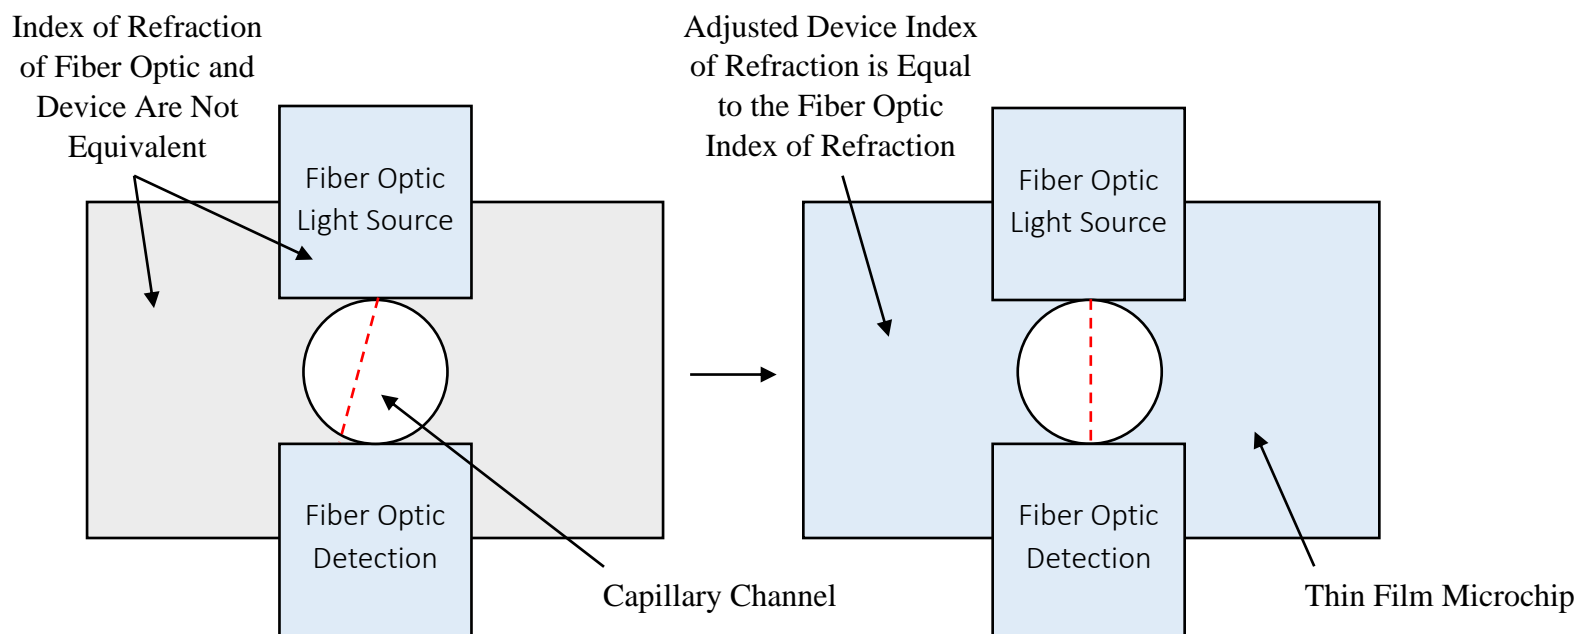 Index of Refraction
of Fiber Optic and
Device Are Not
Equivalent
Fiber Optic
Light Source
Fiber Optic
Detection
Capillary Channel
Adjusted Device Index
of Refraction is Equal
to the Fiber Optic
Index of Refraction
Fiber Optic
Light Source
Fiber Optic
Detection
Thin Film Microchip